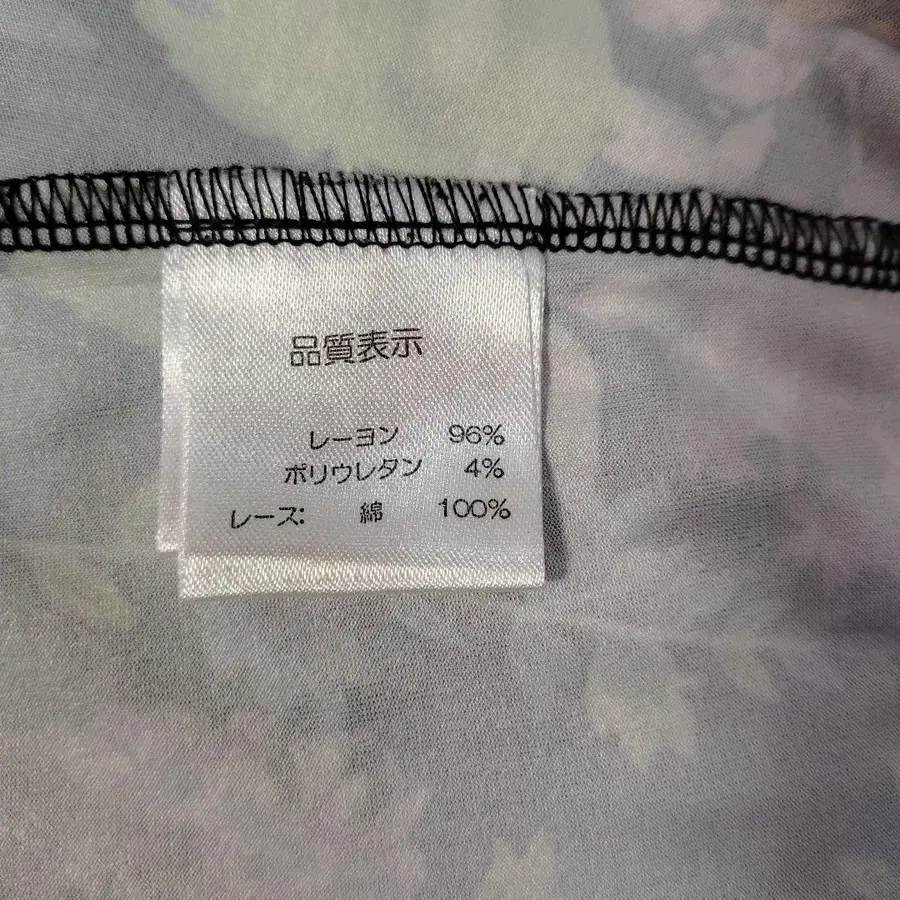 品質表示
レーヨン 96%
ポリウレタン 4%
レース: 綿 100%